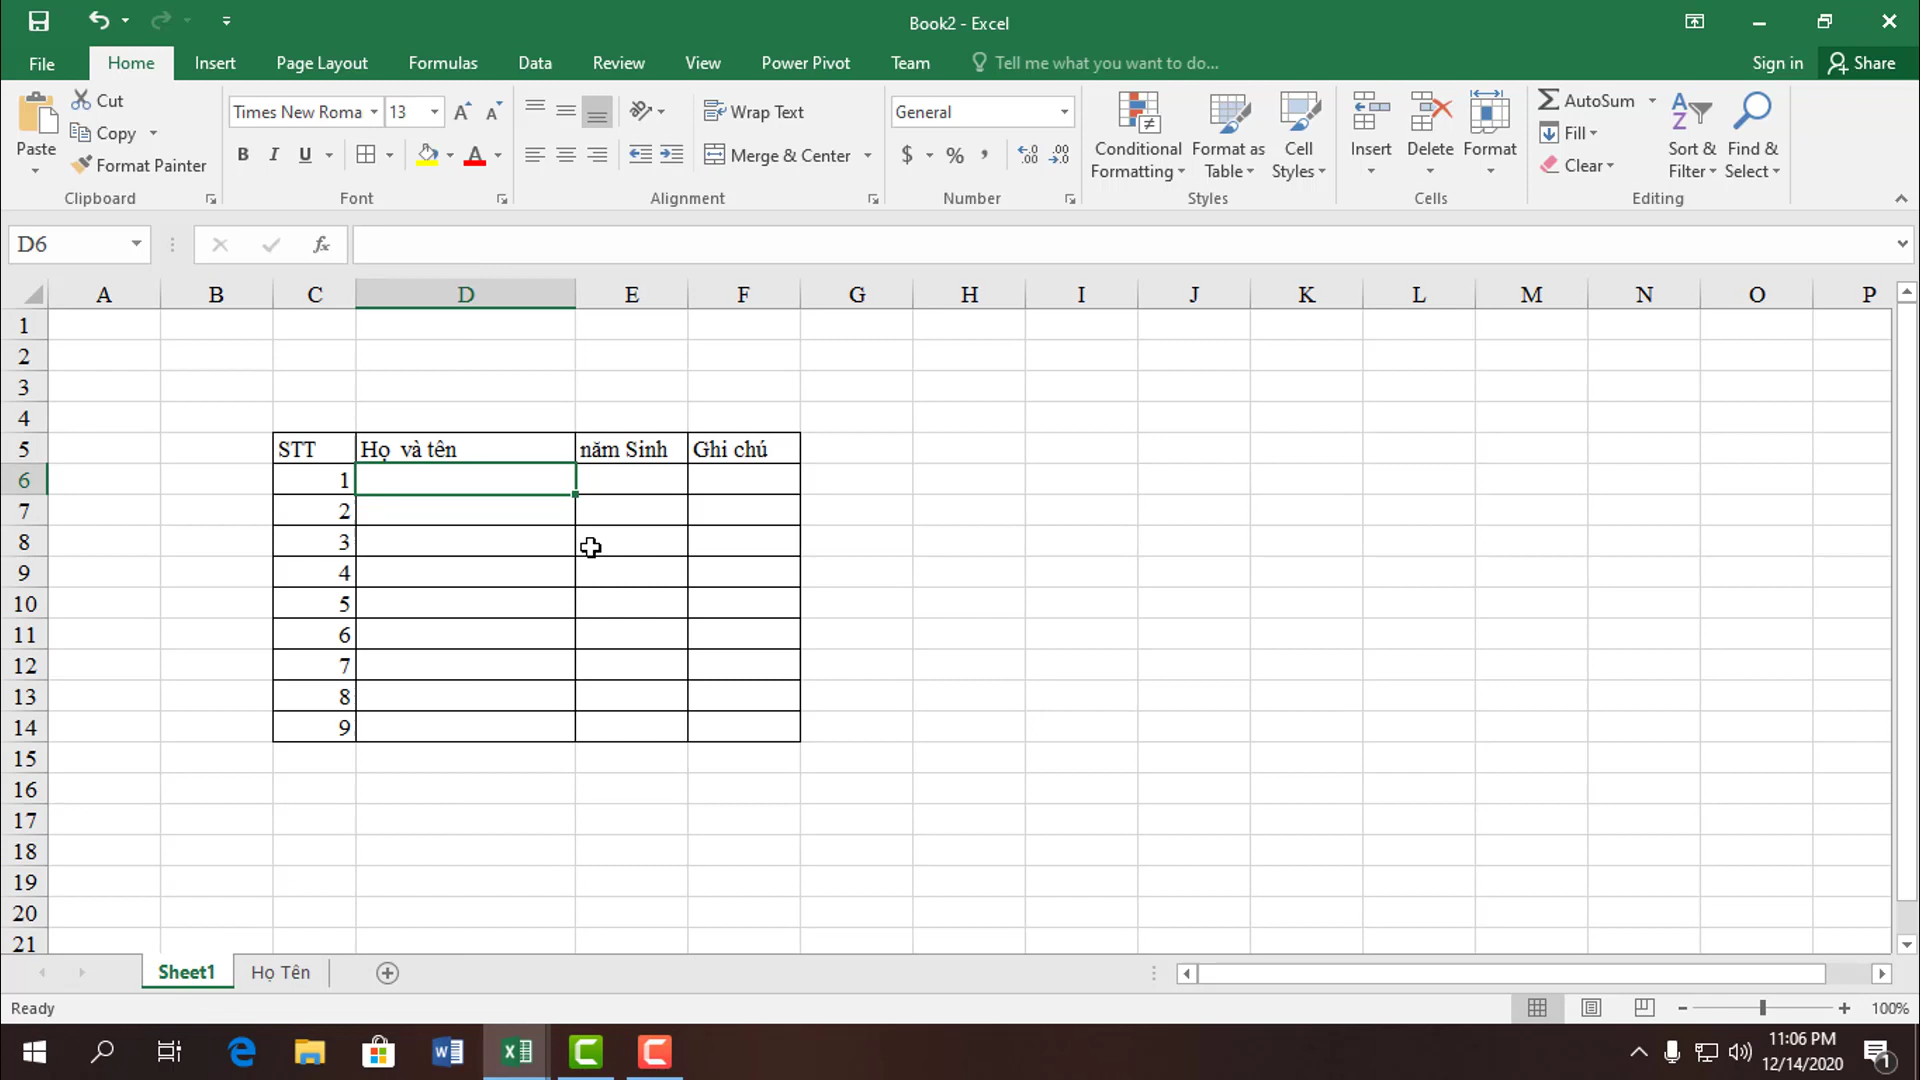 Book2 - Excel
File Home Insert Page Layout Formulas Data Review View Power Pivot Team Tell me what you want to do... Sign in Share
Paste
Cut
Copy
Format Painter
Clipboard
Times New Roma 13
B I U A
Font
Wrap Text
Merge & Center
Alignment
General
$ % ,
Number
Conditional Formatting
Format as Table
Cell Styles
Styles
Insert Delete Format
Cells
AutoSum
Fill
Clear
Sort & Filter
Find & Select
Editing
D6 fx
A B C D E F G H I J K L M N O P
1
2
3
4
5 STT Họ và tên năm Sinh Ghi chú
6 1
7 2
8 3
9 4
10 5
11 6
12 7
13 8
14 9
15
16
17
18
19
20
21
Sheet1 Họ Tên
Ready 100%
11:06 PM
12/14/2020
1